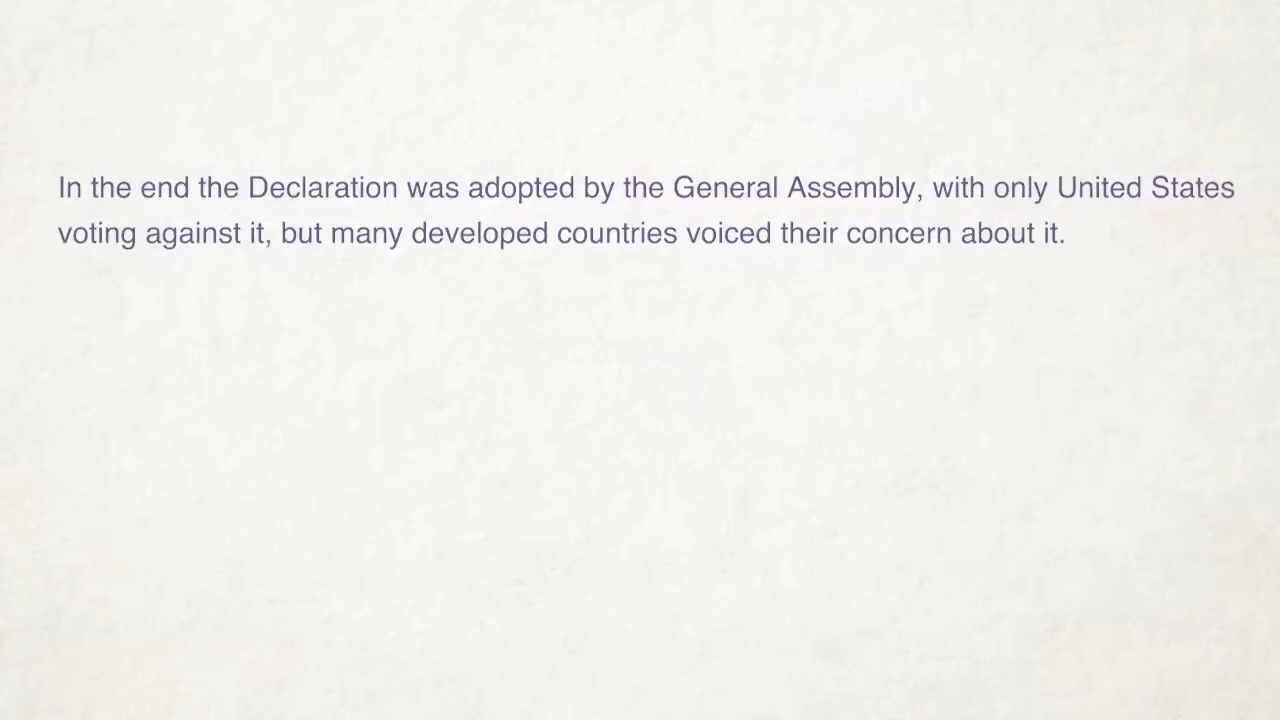 In the end the Declaration was adopted by the General Assembly, with only United States
voting against it, but many developed countries voiced their concern about it.